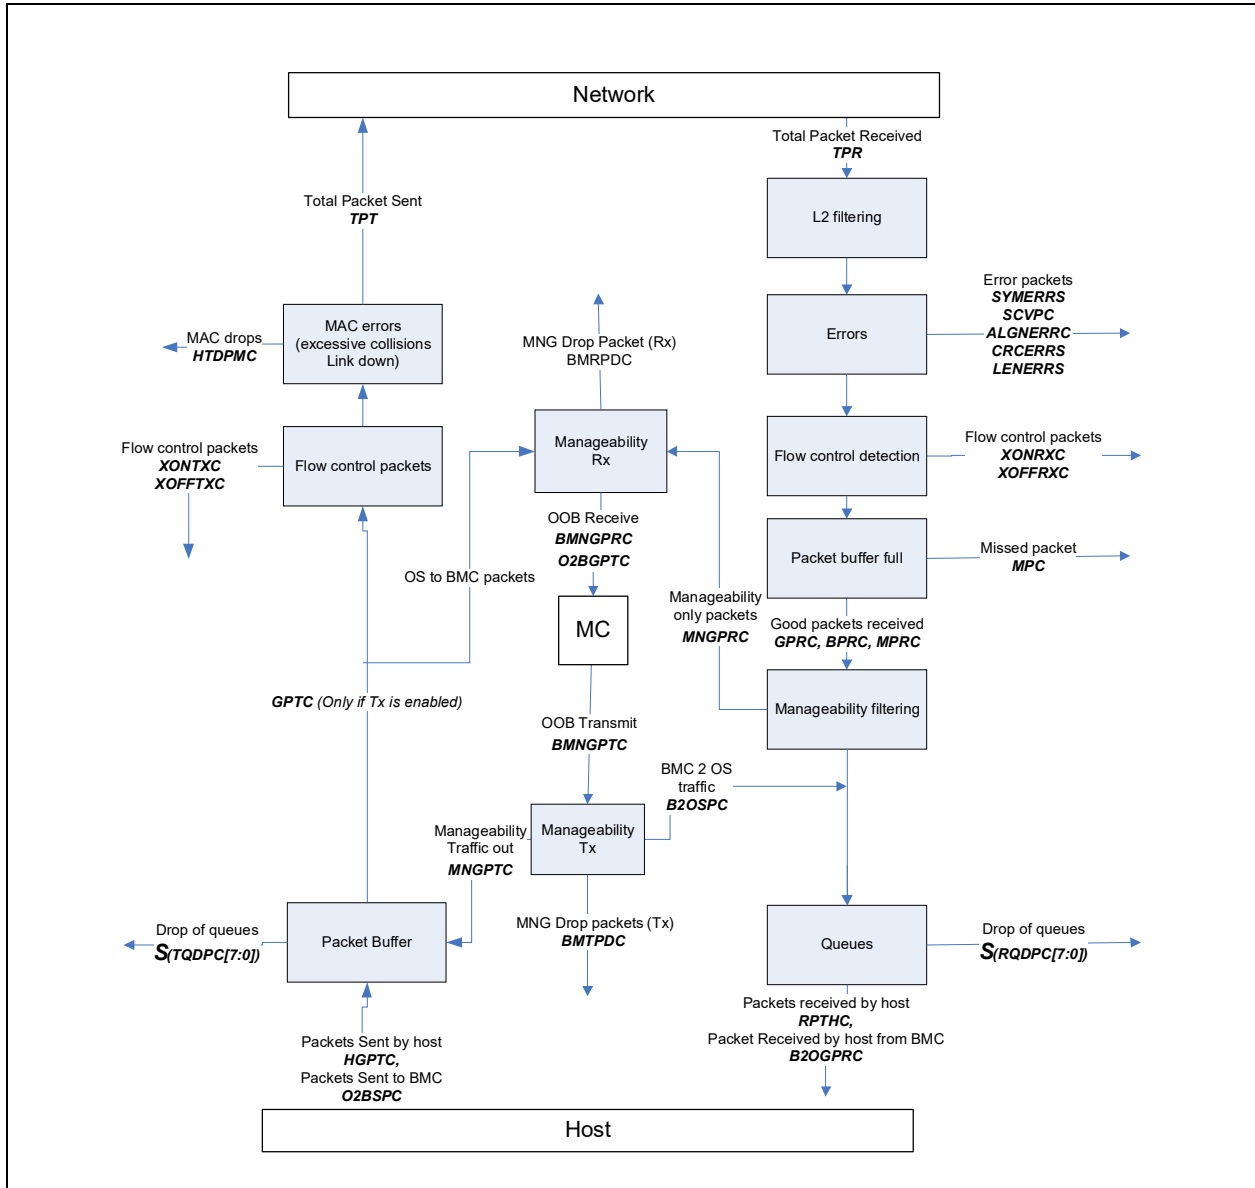 Network
Total Packet Received
TPR
L2 filtering
Total Packet Sent
TPT
Error packets
SYMERRS
SCVPC
ALGNERRC
CRCERRS
LENERRS
Errors
MAC errors
(excessive collisions
Link down)
MAC drops
HTDPMC
MNG Drop Packet (Rx)
BMRPDC
Manageability
Rx
Flow control packets
XONTXC
XOFFTXC
Flow control packets
Flow control detection
Flow control packets
XONRXC
XOFFRXC
OOB Receive
BMNGPRC
O2BGPTC
Packet buffer full
Missed packet
MPC
OS to BMC packets
Manageability
only packets
MNGPRC
MC
Good packets received
GPRC, BPRC, MPRC
Manageability filtering
GPTC (Only if Tx is enabled)
OOB Transmit
BMNGPTC
BMC 2 OS
traffic
B2OSPC
Manageability
Traffic out
MNGPTC
Manageability
Tx
Drop of queues
S(TQDPC[7:0])
Packet Buffer
MNG Drop packets (Tx)
BMTPDC
Queues
Drop of queues
S(RQDPC[7:0])
Packets Sent by host
HGPTC,
Packets Sent to BMC
O2BSPC
Packets received by host
RPTHC,
Packet Received by host from BMC
B2OGPRC
Host